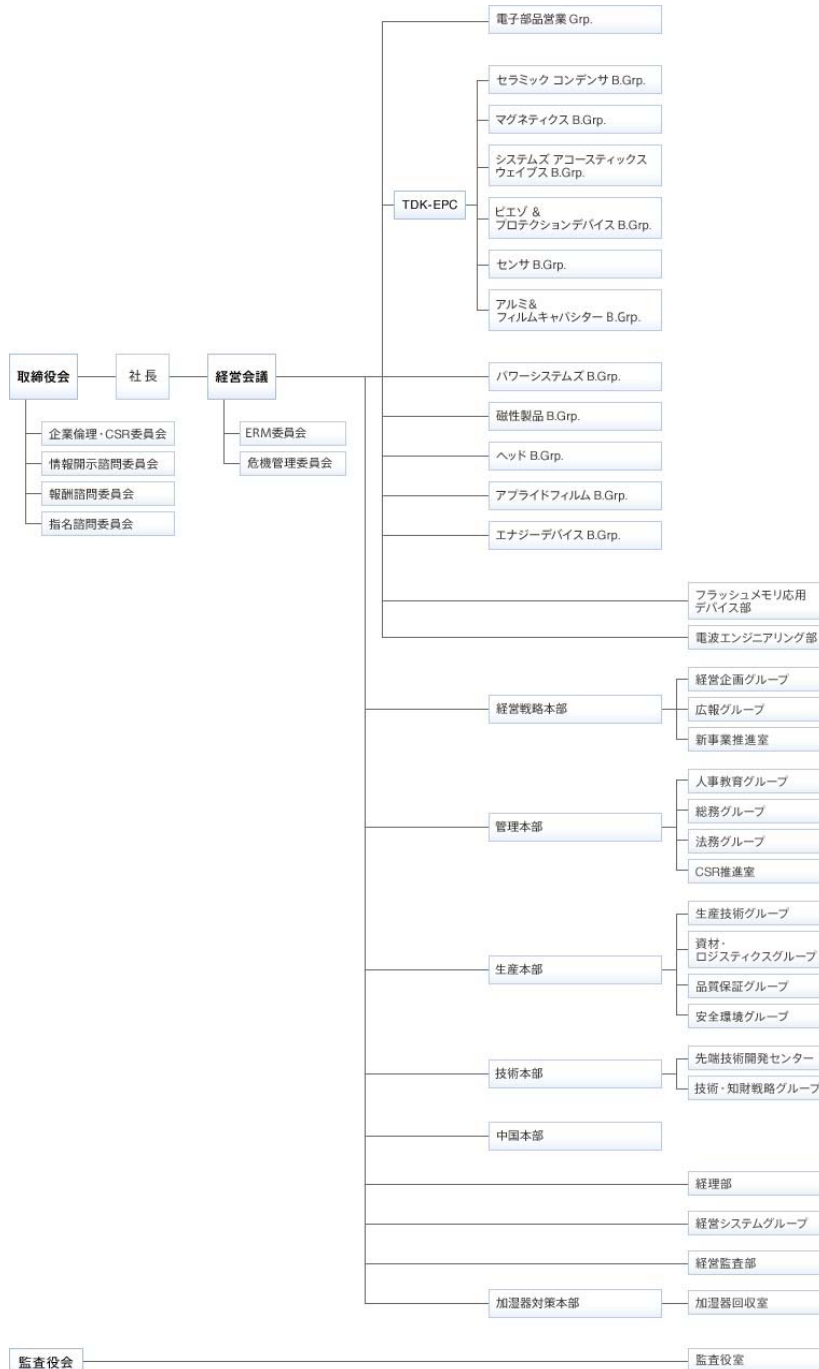 電子部品営業 Grp.
セラミック コンデンサ B.Grp.
マグネティクス B.Grp.
システムズ アコースティックス
ウェイブス B.Grp.
TDK-EPC
ピエゾ &
プロテクションデバイス B.Grp.
センサ B.Grp.
アルミ&
フィルムキャパシター B.Grp.
取締役会
社 長
経営会議
パワーシステムズ B.Grp.
企業倫理・CSR委員会
情報開示諮問委員会
報酬諮問委員会
指名諮問委員会
ERM委員会
危機管理委員会
磁性製品 B.Grp.
ヘッド B.Grp.
アプライドフィルム B.Grp.
エナジーデバイス B.Grp.
フラッシュメモリ応用
デバイス部
電波エンジニアリング部
経営戦略本部
経営企画グループ
広報グループ
新事業推進室
管理本部
人事教育グループ
総務グループ
法務グループ
CSR推進室
生産本部
生産技術グループ
資材・
ロジスティクスグループ
品質保証グループ
安全環境グループ
技術本部
先端技術開発センター
技術・知財戦略グループ
中国本部
経理部
経営システムグループ
経営監査部
加湿器対策本部
加湿器回収室
監査役会
監査役室